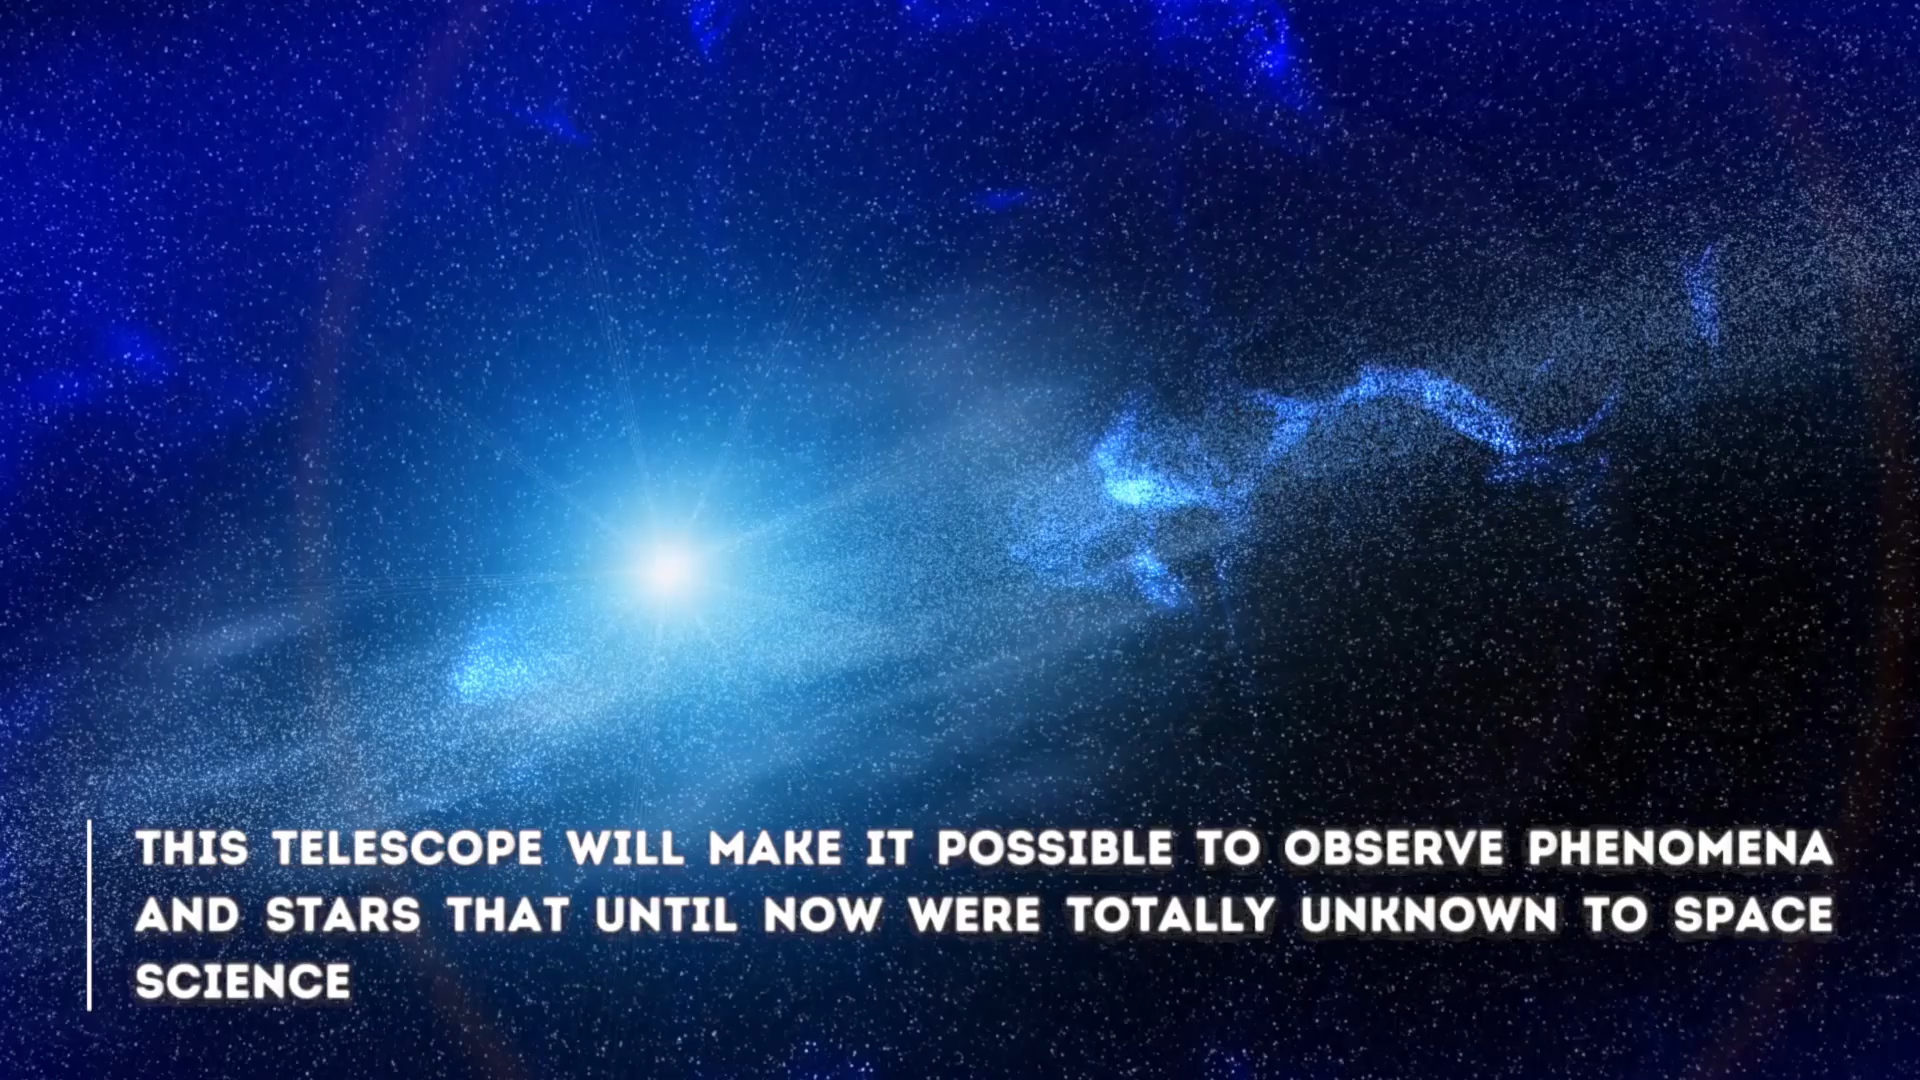 THIS TELESCOPE WILL MAKE IT POSSIBLE TO OBSERVE PHENOMENA
AND STARS THAT UNTIL NOW WERE TOTALLY UNKNOWN TO SPACE
SCIENCE